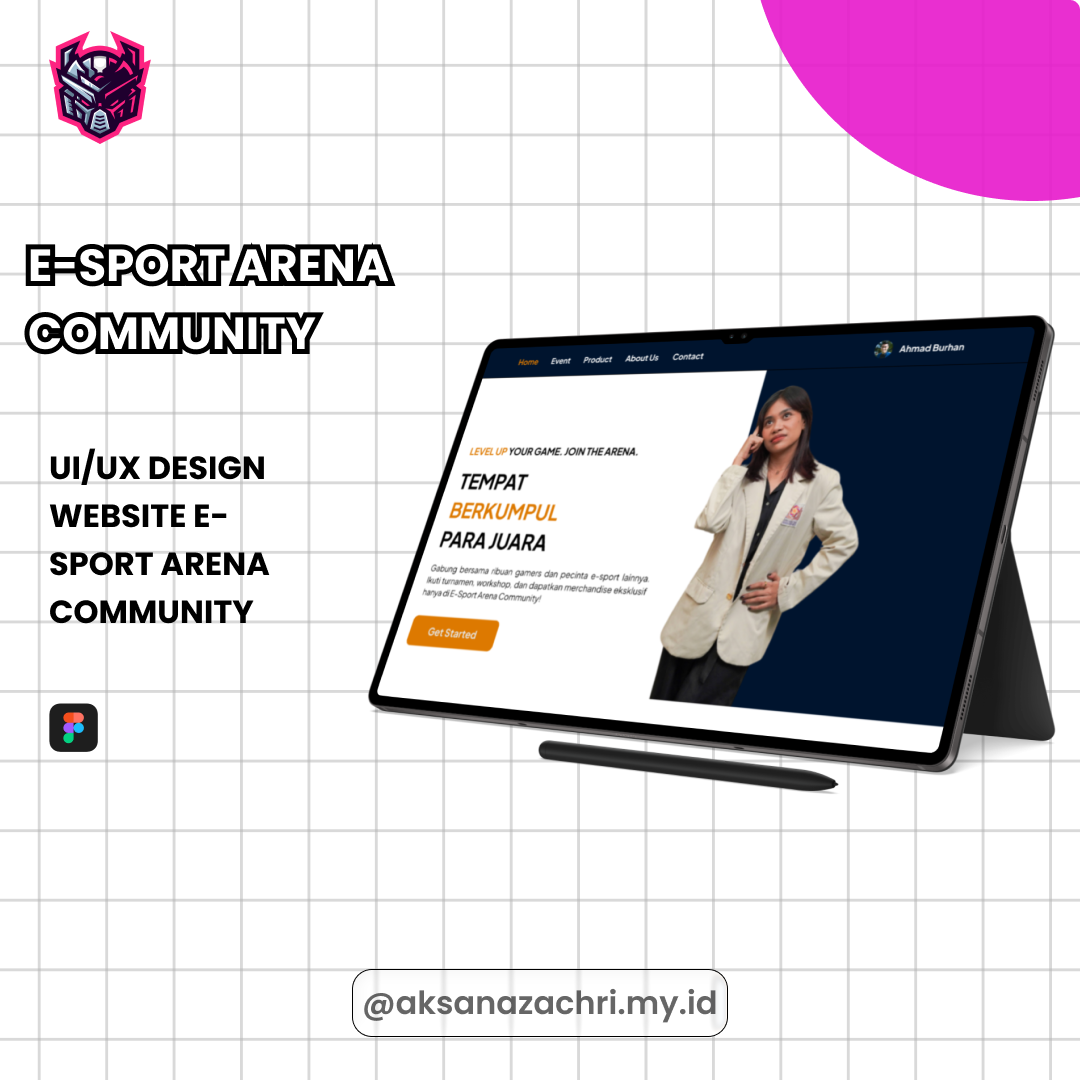 E-SPORT ARENA
COMMUNITY
UI/UX DESIGN
WEBSITE E-
SPORT ARENA
COMMUNITY
Home Event Product About Us Contact
Ahmad Burhan
LEVEL UP YOUR GAME. JOIN THE ARENA.
TEMPAT
BERKUMPUL
PARA JUARA
Gabung bersama ribuan gamers dan pecinta e-sport lainnya.
Ikuti turnamen, workshop, dan dapatkan merchandise eksklusif
hanya di E-Sport Arena Community!
Get Started
@aksanazachri.my.id